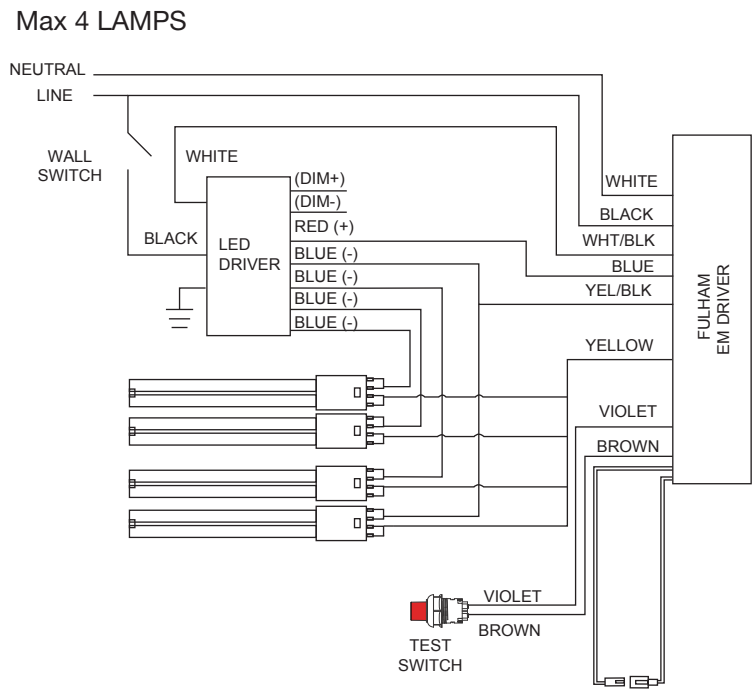 Max 4 LAMPS
NEUTRAL
LINE
WALL
SWITCH
WHITE
BLACK
LED
DRIVER
(DIM+)
(DIM-)
RED (+)
BLUE (-)
BLUE (-)
BLUE (-)
BLUE (-)
WHITE
BLACK
WHT/BLK
BLUE
YEL/BLK
YELLOW
VIOLET
BROWN
FULHAM
EM DRIVER
VIOLET
BROWN
TEST
SWITCH